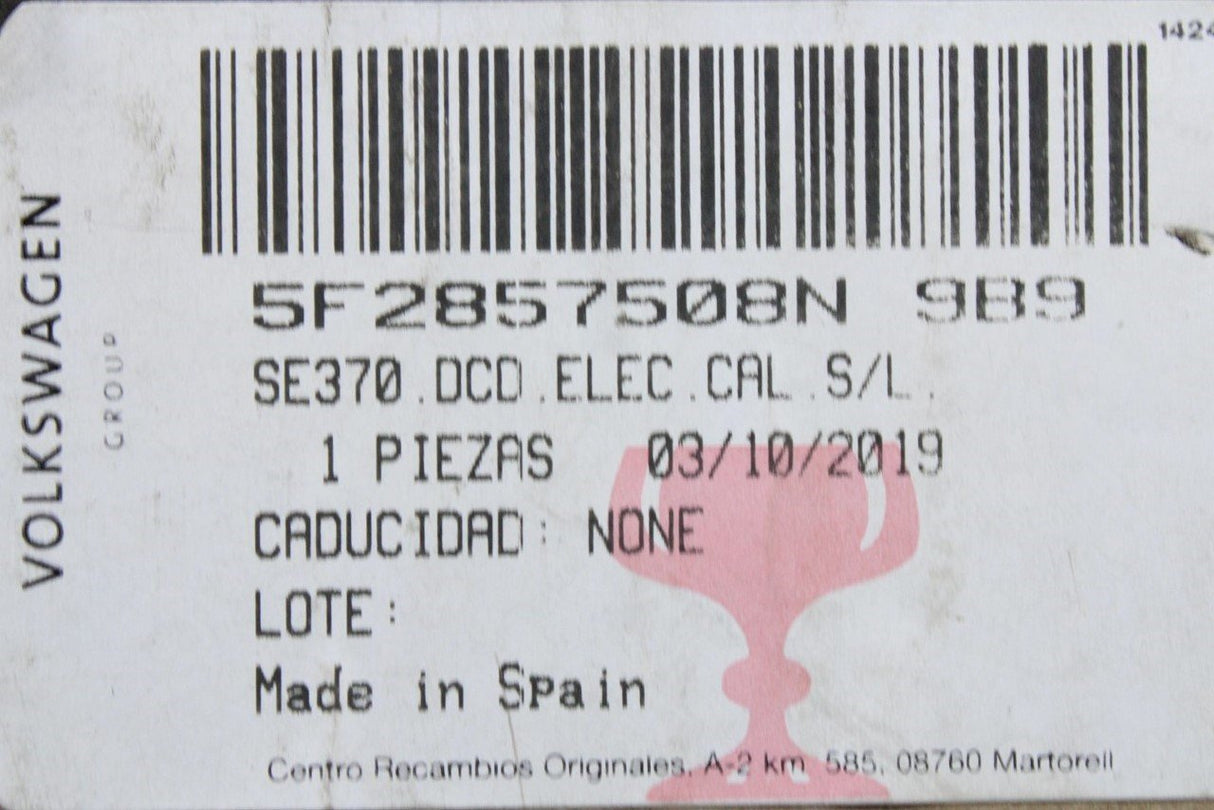 1424
5F2857508N 9B9
SE370.DCD.ELEC.CAL.S/L.
1 PIEZAS 03/10/2019
CADUCIDAD: NONE
LOTE:
Made in Spain
Centro Recambios Originales, A-2 km 585, 08760 Martorell
VOLKSWAGEN
GROUP